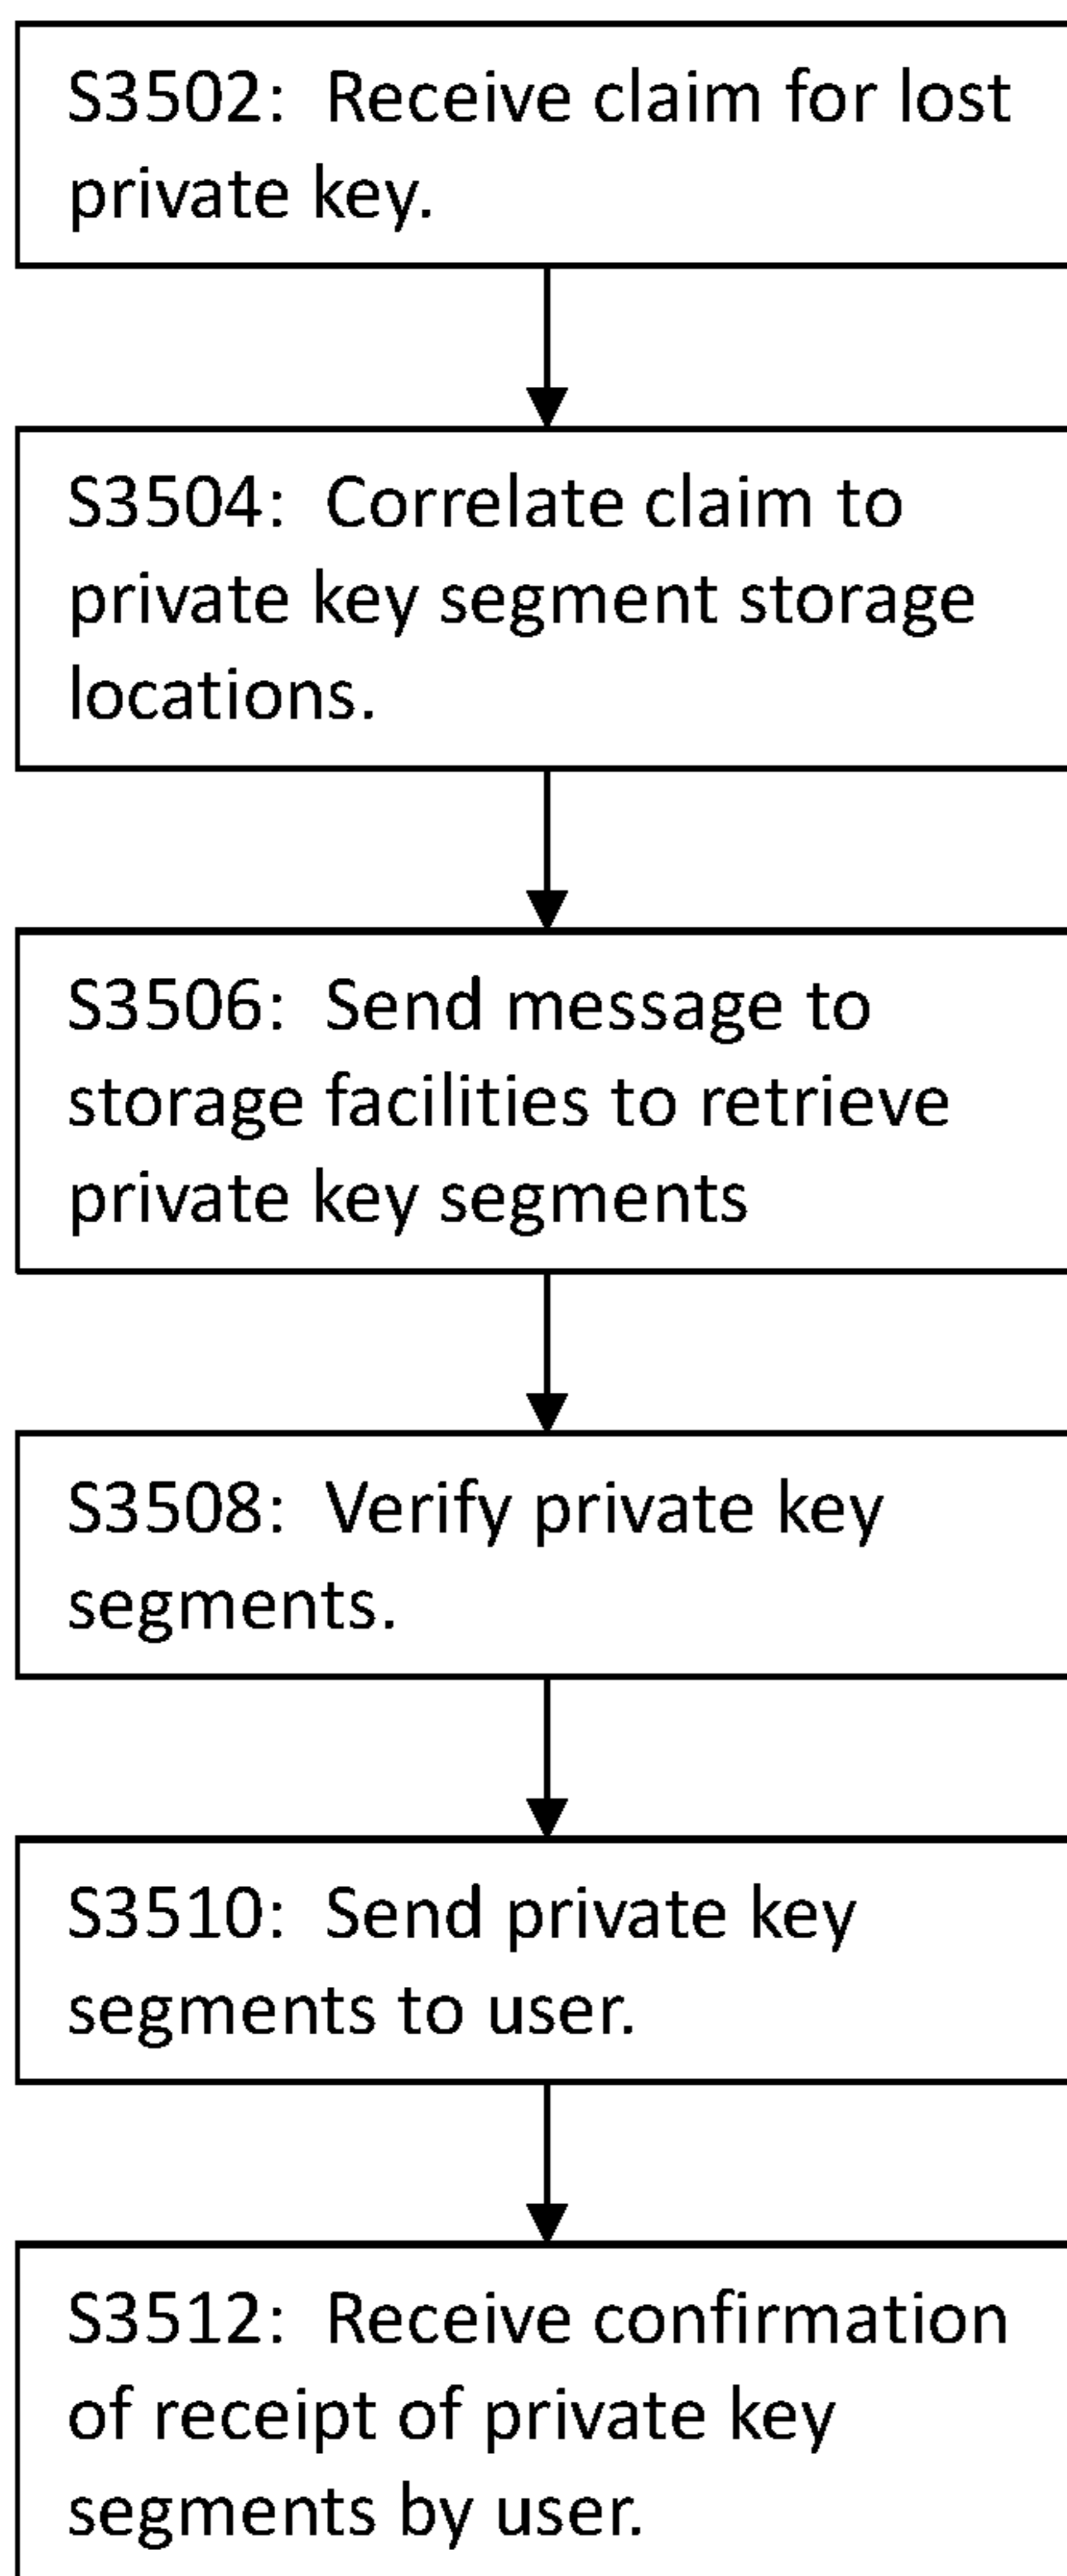 S3502:  Receive claim for lost
private key.
S3504:  Correlate claim to
private key segment storage
locations.
S3506:  Send message to
storage facilities to retrieve
private key segments
S3508:  Verify private key
segments.
S3510:  Send private key
segments to user.
S3512:  Receive confirmation
of receipt of private key
segments by user.